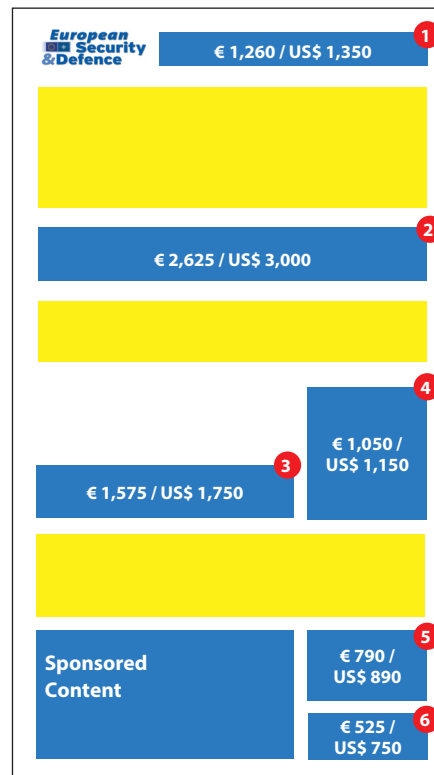 European
Security
&Defence
1
€ 1,260 / US$ 1,350
2
€ 2,625 / US$ 3,000
4
€ 1,050 /
US$ 1,150
3
€ 1,575 / US$ 1,750
5
Sponsored
Content
€ 790 /
US$ 890
6
€ 525 /
US$ 750